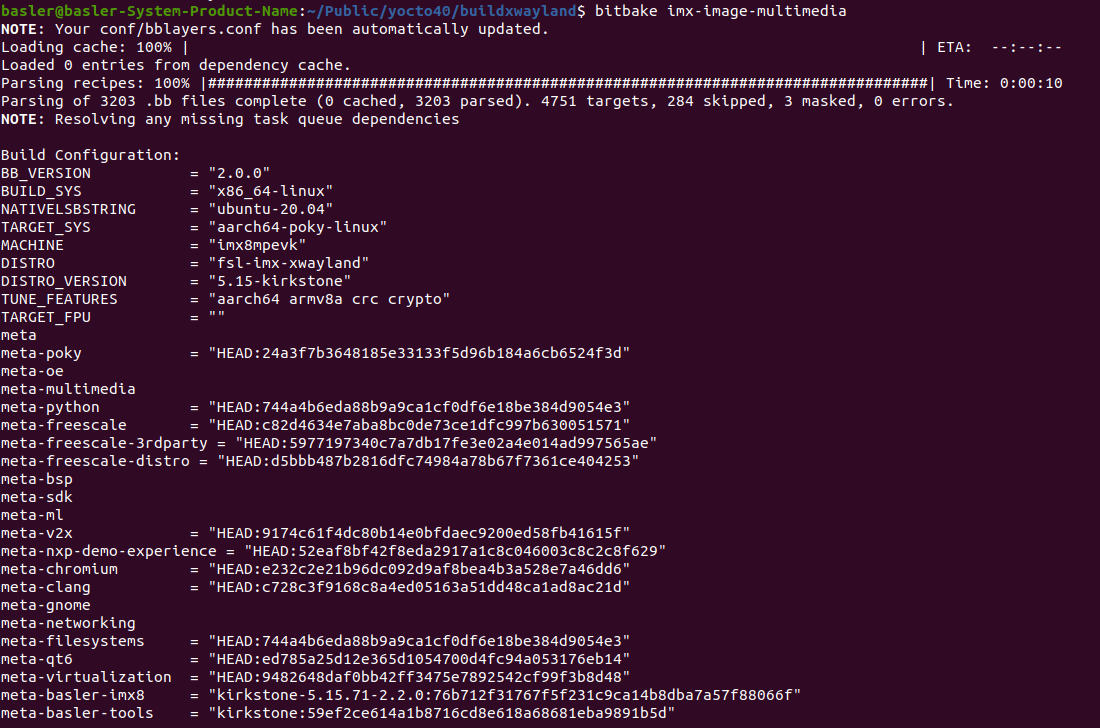 basler@basler-System-Product-Name:~/Public/yocto40/buildxwayland$ bitbake imx-image-multimedia
NOTE: Your conf/bblayers.conf has been automatically updated.
Loading cache: 100% | | ETA:  --:--:--
Loaded 0 entries from dependency cache.
Parsing recipes: 100% |################################################################################| Time: 0:00:10
Parsing of 3203 .bb files complete (0 cached, 3203 parsed). 4751 targets, 284 skipped, 3 masked, 0 errors.
NOTE: Resolving any missing task queue dependencies

Build Configuration:
BB_VERSION           = "2.0.0"
BUILD_SYS            = "x86_64-linux"
NATIVELSBSTRING      = "ubuntu-20.04"
TARGET_SYS           = "aarch64-poky-linux"
MACHINE              = "imx8mpevk"
DISTRO               = "fsl-imx-xwayland"
DISTRO_VERSION       = "5.15-kirkstone"
TUNE_FEATURES        = "aarch64 armv8a crc crypto"
TARGET_FPU           = ""
meta
meta-poky            = "HEAD:24a3f7b3648185e33133f5d96b184a6cb6524f3d"
meta-oe
meta-multimedia
meta-python          = "HEAD:744a4b6eda88b9a9ca1cf0df6e18be384d9054e3"
meta-freescale       = "HEAD:c82d4634e7aba8bc0de73ce1dfc997b630051571"
meta-freescale-3rdparty = "HEAD:5977197340c7a7db17fe3e02a4e014ad997565ae"
meta-freescale-distro = "HEAD:d5bbb487b2816dfc74984a78b67f7361ce404253"
meta-bsp
meta-sdk
meta-ml
meta-v2x             = "HEAD:9174c61f4dc80b14e0bfdaec9200ed58fb41615f"
meta-nxp-demo-experience = "HEAD:52eaf8bf42f8eda2917a1c8c046003c8c2c8f629"
meta-chromium        = "HEAD:e232c2e21b96dc092d9af8bea4b3a528e7a46dd6"
meta-clang           = "HEAD:c728c3f9168c8a4ed05163a51dd48ca1ad8ac21d"
meta-gnome
meta-networking
meta-filesystems     = "HEAD:744a4b6eda88b9a9ca1cf0df6e18be384d9054e3"
meta-qt6             = "HEAD:ed785a25d12e365d1054700d4fc94a053176eb14"
meta-virtualization  = "HEAD:9482648daf0bb42ff3475e7892542cf99f3b8d48"
meta-basler-imx8     = "kirkstone-5.15.71-2.2.0:76b712f31767f5f231c9ca14b8dba7a57f88066f"
meta-basler-tools    = "kirkstone:59ef2ce614a1b8716cd8e618a68681eba9891b5d"